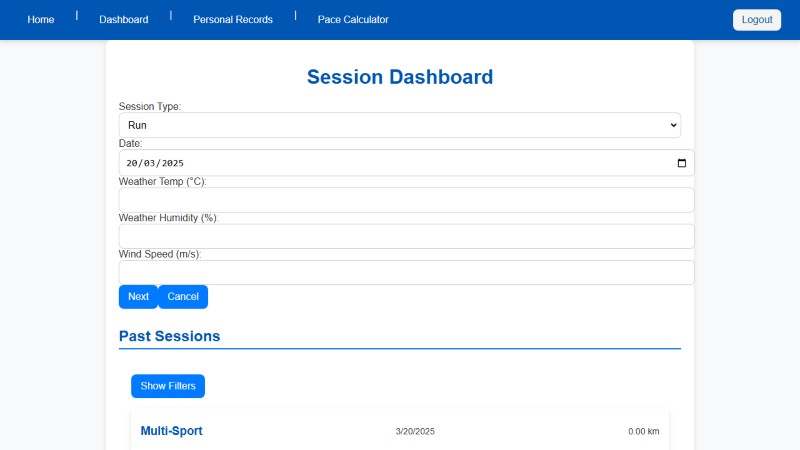 Home | Dashboard | Personal Records | Pace Calculator Logout
Session Dashboard
Session Type:
Run
Date:
20/03/2025
Weather Temp (°C):
Weather Humidity (%):
Wind Speed (m/s):
Next Cancel
Past Sessions
Show Filters
Multi-Sport 3/20/2025 0.00 km